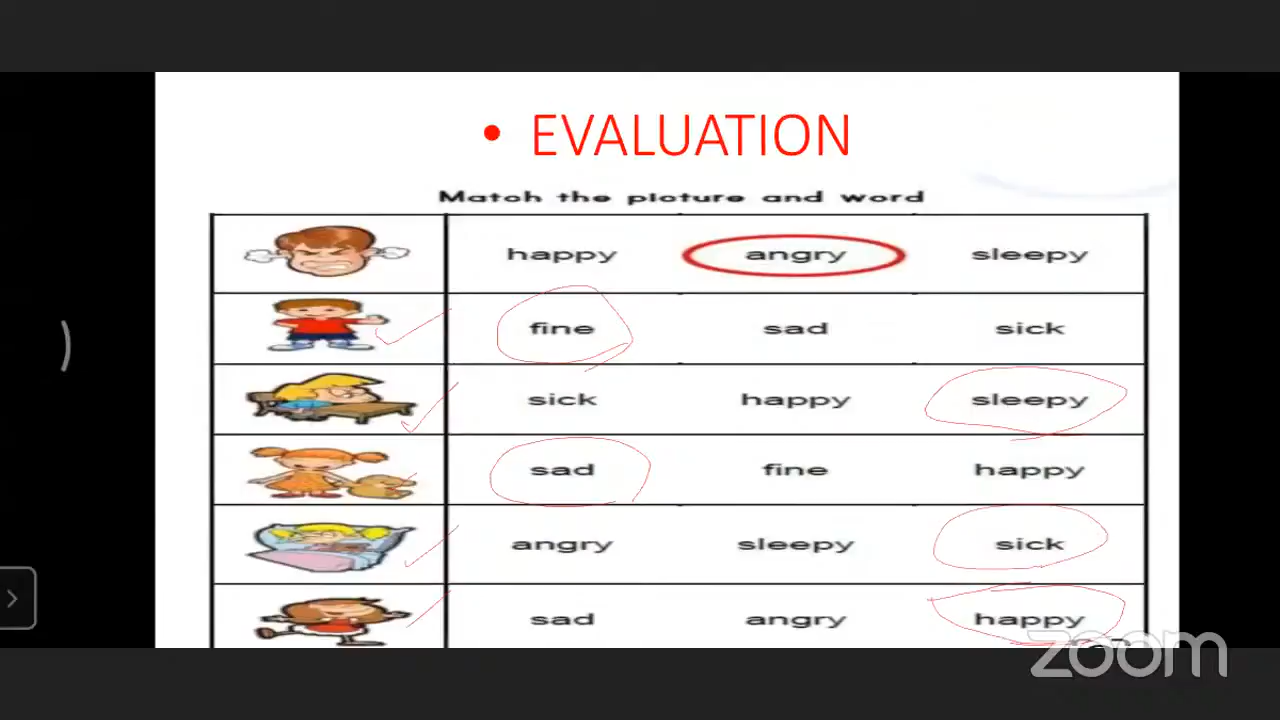 • EVALUATION
Match the picture and word
happy angry sleepy
fine sad sick
sick happy sleepy
sad fine happy
angry sleepy sick
sad angry happy
zoom